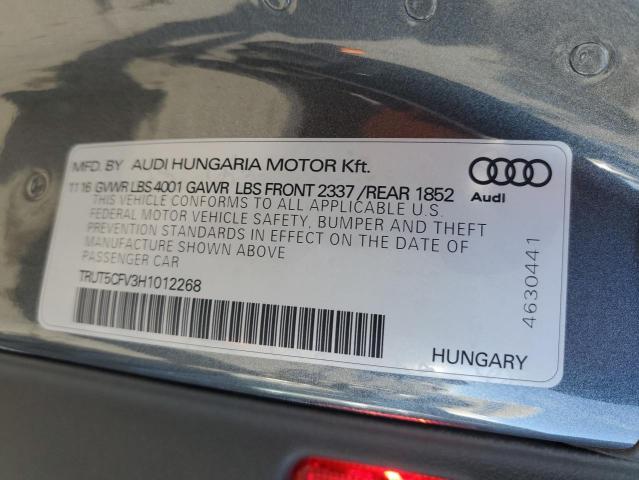 MFD. BY AUDI HUNGARIA MOTOR Kft.
11 16 GVWR LBS 4001 GAWR LBS FRONT 2337 /REAR 1852
THIS VEHICLE CONFORMS TO ALL APPLICABLE U.S.
FEDERAL MOTOR VEHICLE SAFETY, BUMPER AND THEFT
PREVENTION STANDARDS IN EFFECT ON THE DATE OF
MANUFACTURE SHOWN ABOVE
PASSENGER CAR
TRUT5CFV3H1012268
Audi
4630441
HUNGARY